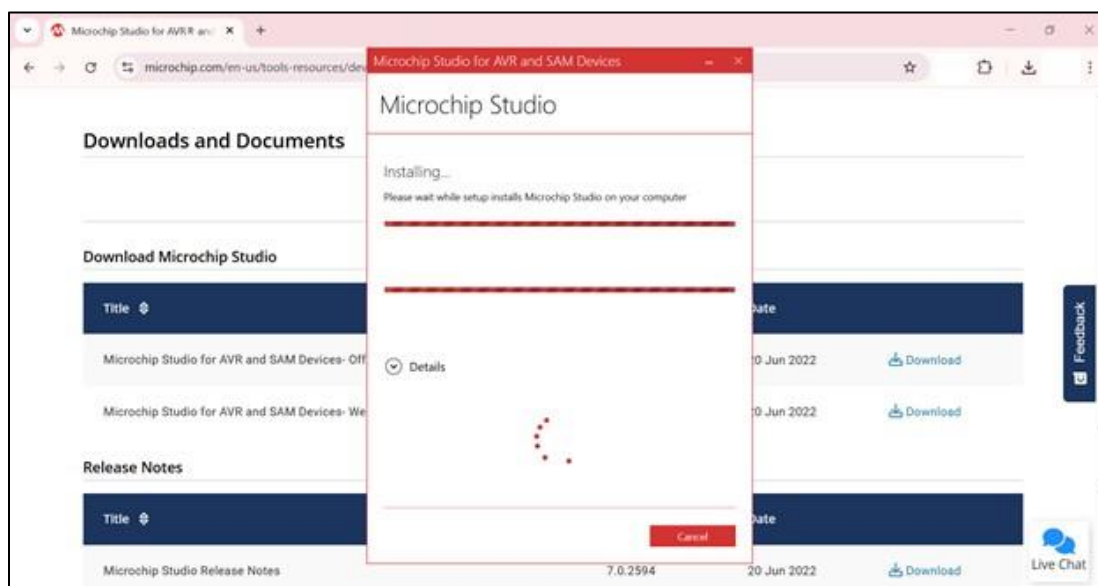 Microchip Studio for AVR® and
microchip.com/en-us/tools-resources/dev
Microchip Studio for AVR and SAM Devices
Microchip Studio
Installing...
Please wait while setup installs Microchip Studio on your computer
Details
Cancel
Downloads and Documents
Download Microchip Studio
Title
Date
Microchip Studio for AVR and SAM Devices- Off
20 Jun 2022
Download
Microchip Studio for AVR and SAM Devices- We
20 Jun 2022
Download
Release Notes
Title
Date
Microchip Studio Release Notes
7.0.2594
20 Jun 2022
Download
Feedback
Live Chat